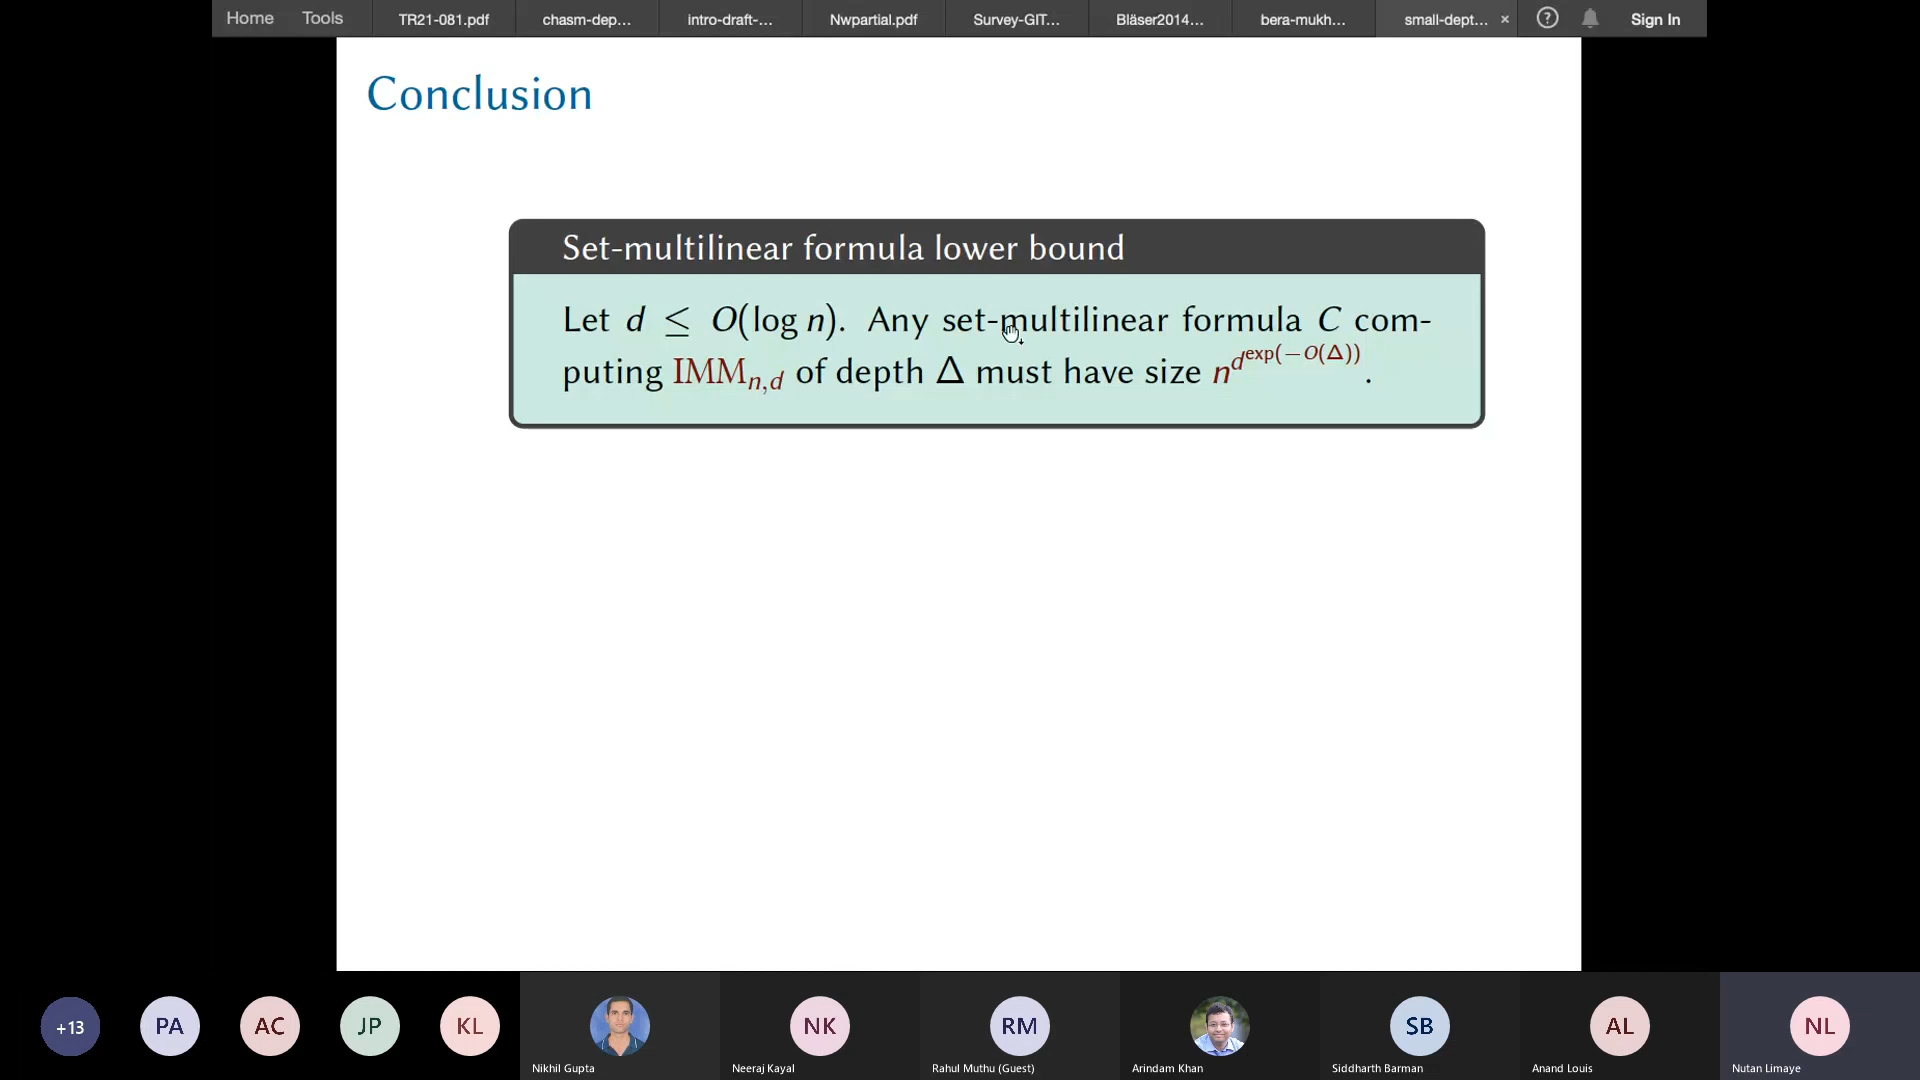 Home Tools TR21-081.pdf chasm-dep... intro-draft-... Nwpartial.pdf Survey-GIT... Bläser2014... bera-mukh... small-dept... × ? Sign In
Conclusion
Set-multilinear formula lower bound
Let d ≤ O(log n). Any set-multilinear formula C com-
puting IMM_{n,d} of depth Δ must have size n^{d^{exp(−O(Δ))}}.
+13 PA AC JP KL NK RM SB AL NL
Nikhil Gupta Neeraj Kayal Rahul Muthu (Guest) Arindam Khan Siddharth Barman Anand Louis Nutan Limaye